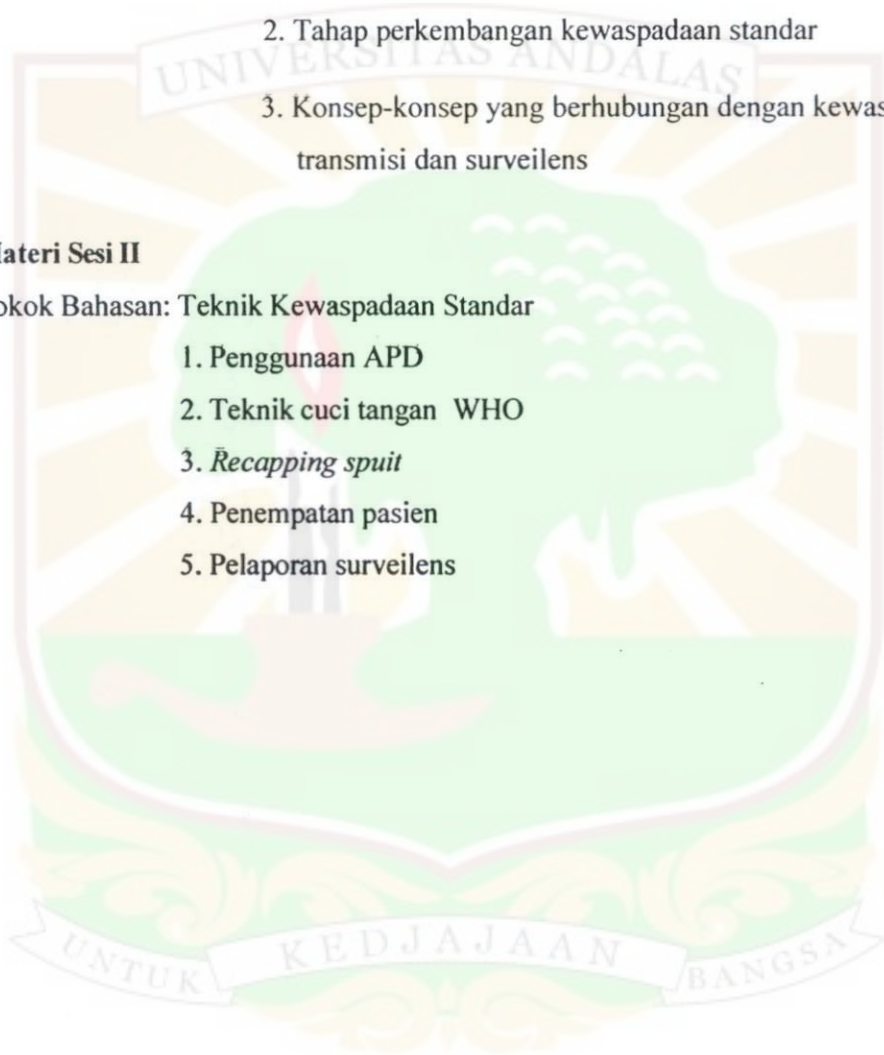 2. Tahap perkembangan kewaspadaan standar
UNIVERSITAS ANDALAS
3. Konsep-konsep yang berhubungan dengan kewas
transmisi dan surveilens
ateri Sesi II
okok Bahasan: Teknik Kewaspadaan Standar
1. Penggunaan APD
2. Teknik cuci tangan WHO
3. Recapping spuit
4. Penempatan pasien
5. Pelaporan surveilens
UNTUK KEDJAJAAN BANGSA